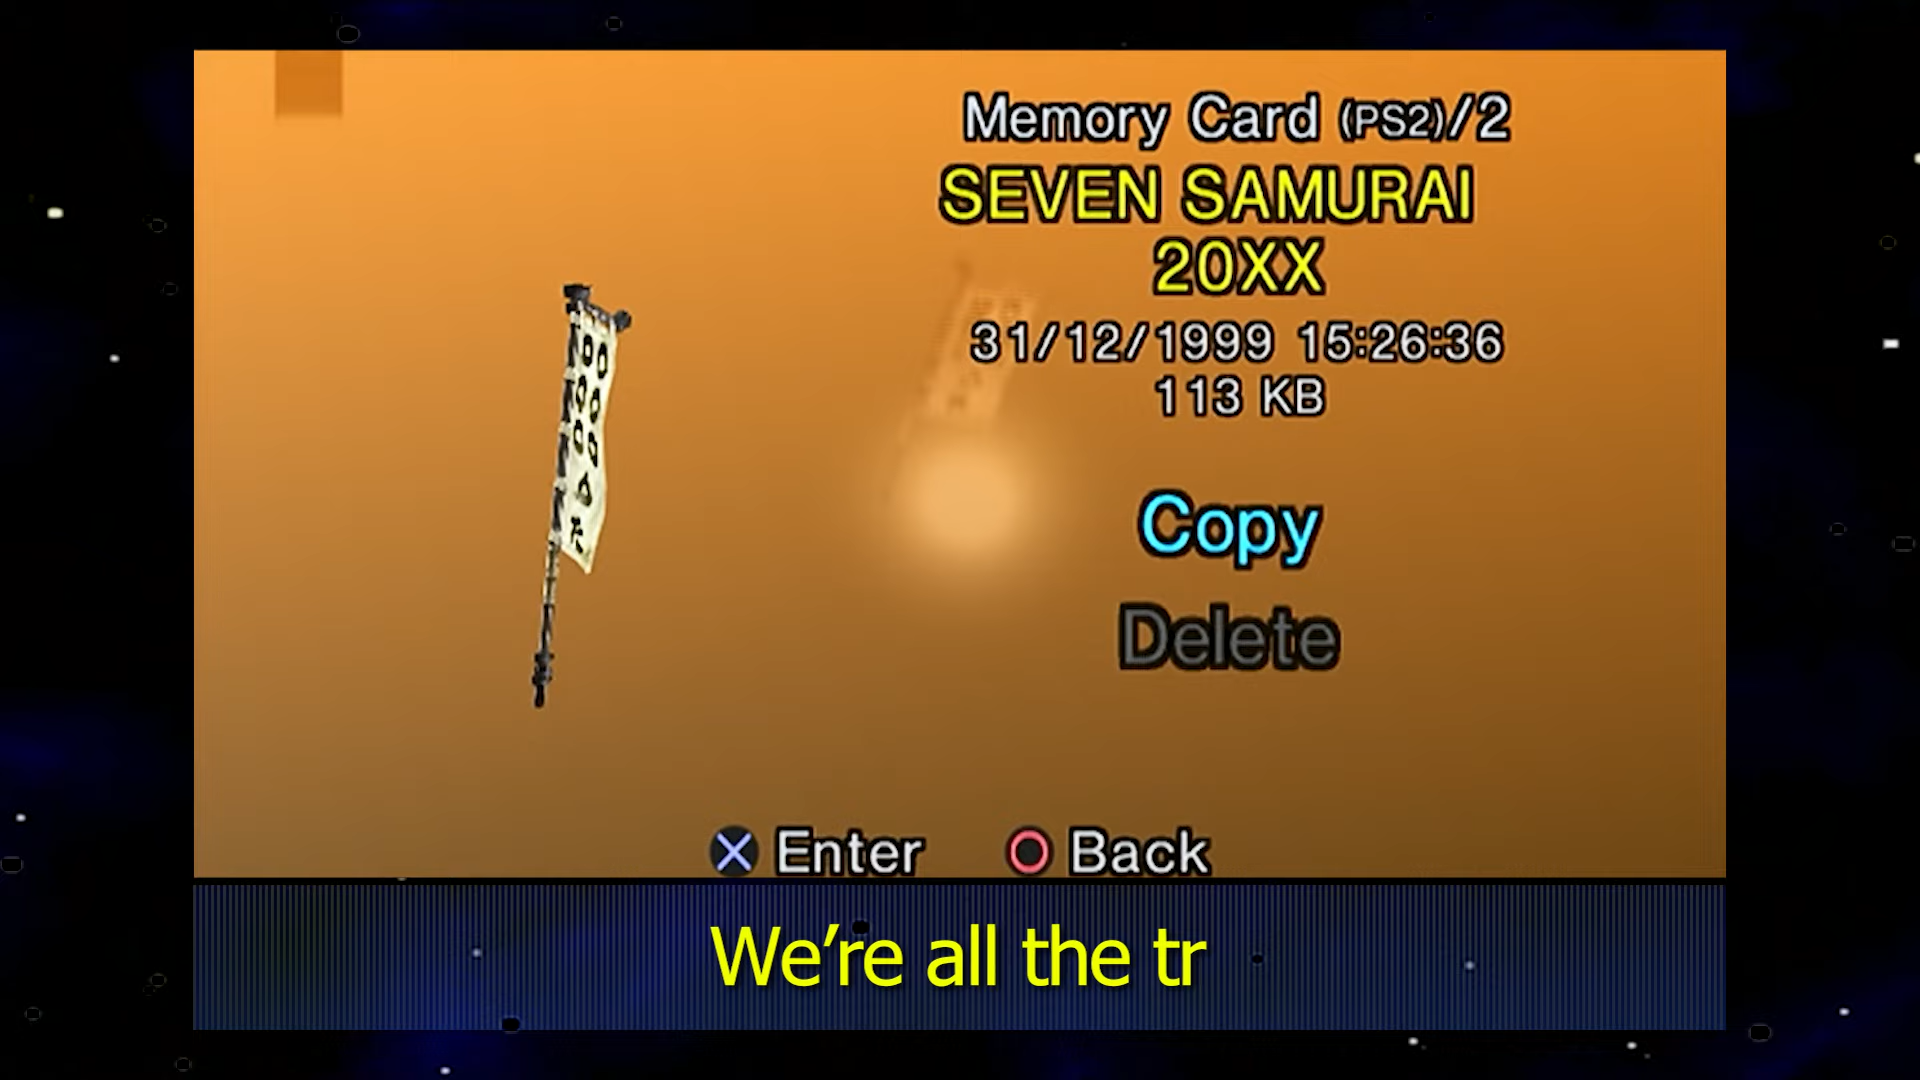 Memory Card (PS2)/2
SEVEN SAMURAI
20XX
31/12/1999 15:26:36
113 KB
Copy
Delete
Enter Back
We’re all the tr